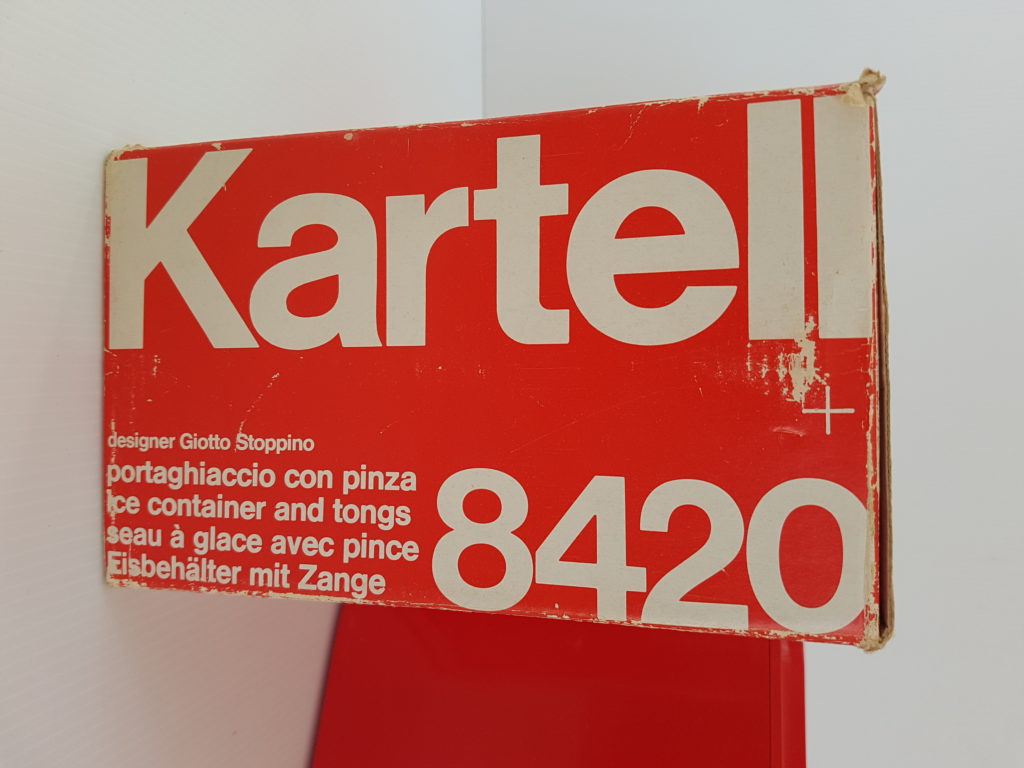 Kartell
designer Giotto Stoppino
portaghiaccio con pinza
ice container and tongs
seau à glace avec pince
Eisbehälter mit Zange
8420